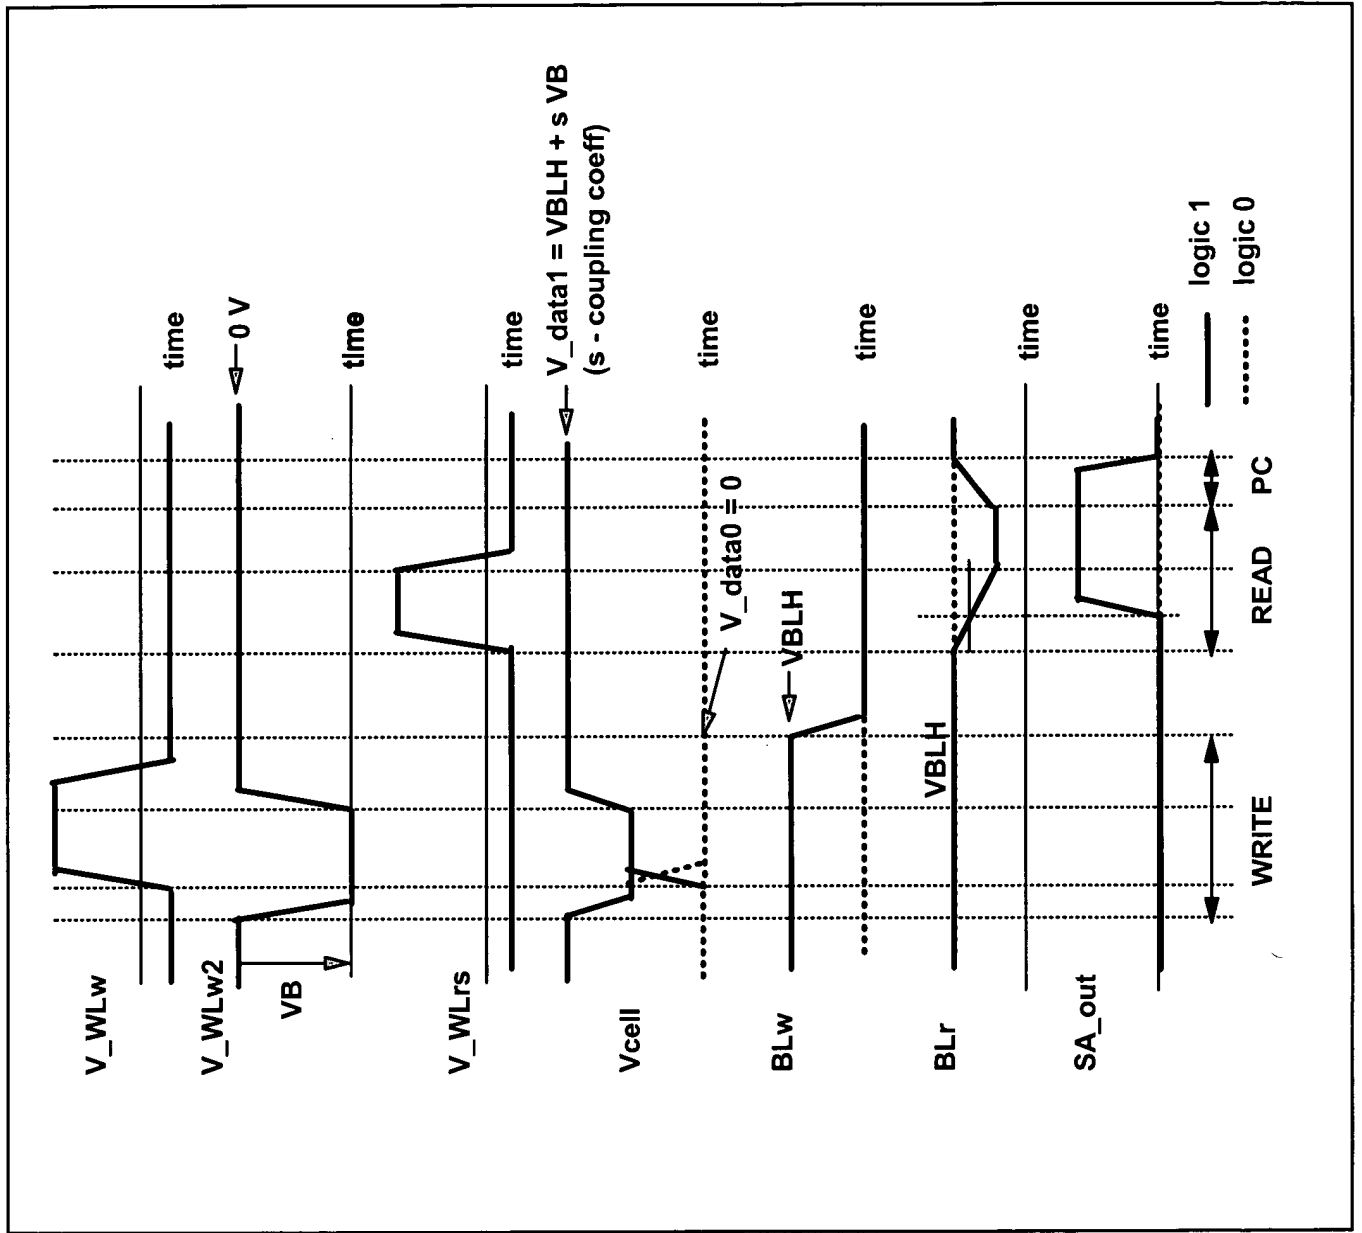 V_WLw
time
V_WLw2
0 V
VB
tIme
V_WLrs
time
V_data1 = VBLH + s VB
(s - coupling coeff)
Vcell
time
V_data0 = 0
BLw
VBLH
time
BLr
VBLH
time
SA_out
time
logic 1
logic 0
WRITE
READ
PC